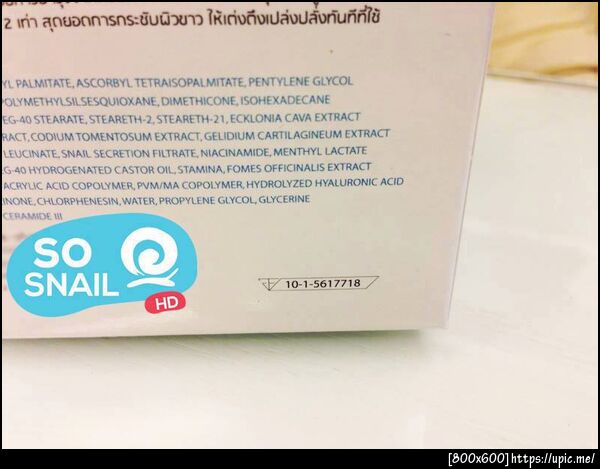 2 เท่า สุดยอดการกระชับผิวขาว ให้เต่งตึงเปล่งปลั่งทันทีที่ใช้
YL PALMITATE, ASCORBYL TETRAISOPALMITATE, PENTYLENE GLYCOL
POLYMETHYLSILSESQUIOXANE, DIMETHICONE, ISOHEXADECANE
EG-40 STEARATE, STEARETH-2, STEARETH-21, ECKLONIA CAVA EXTRACT
RACT, CODIUM TOMENTOSUM EXTRACT, GELIDIUM CARTILAGINEUM EXTRACT
LEUCINATE, SNAIL SECRETION FILTRATE, NIACINAMIDE, MENTHYL LACTATE
G-40 HYDROGENATED CASTOR OIL, STAMINA, FOMES OFFICINALIS EXTRACT
ACRYLIC ACID COPOLYMER, PVM/MA COPOLYMER, HYDROLYZED HYALURONIC ACID
INONE, CHLORPHENESIN, WATER, PROPYLENE GLYCOL, GLYCERINE
CERAMIDE III
SO
SNAIL
HD
10-1-5617718
[800x600] https://upic.me/